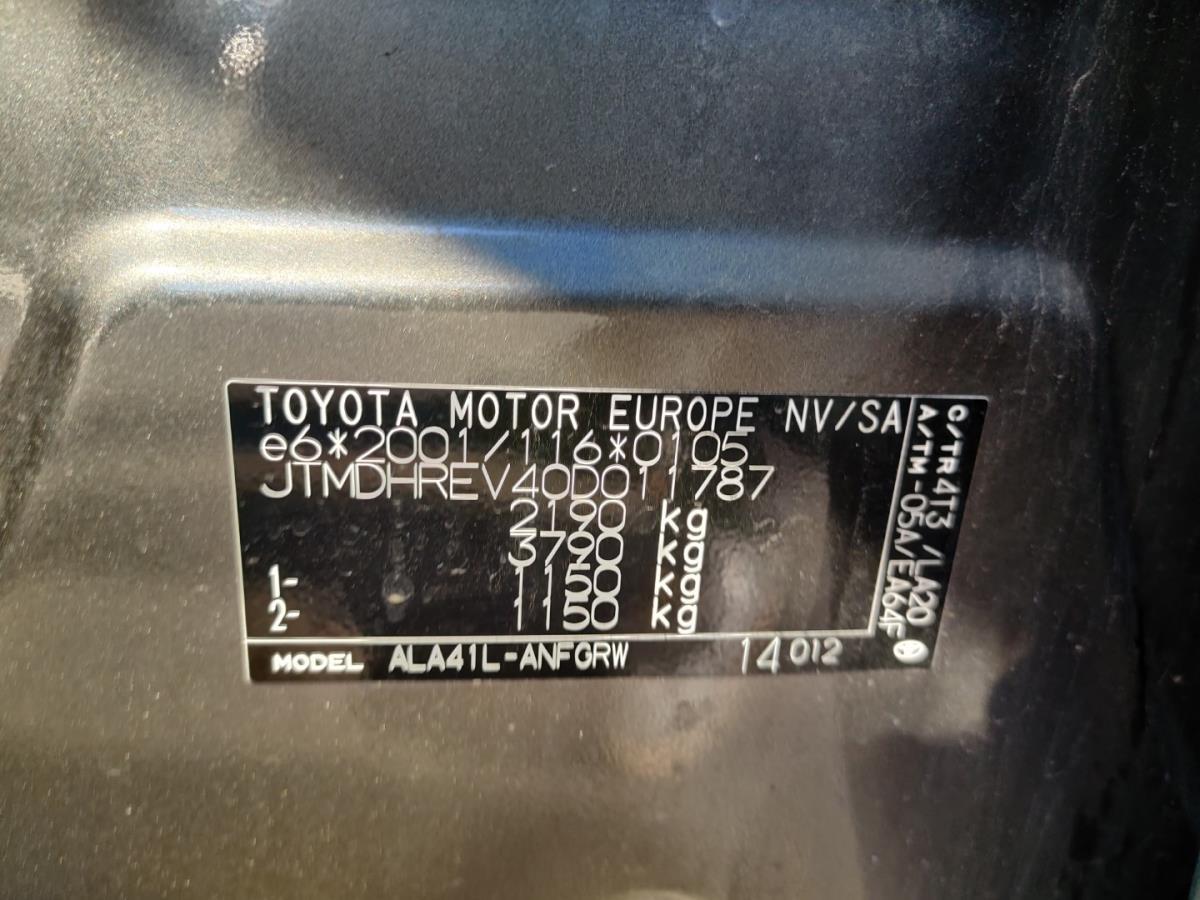 TOYOTA MOTOR EUROPE NV/SA
e6*2001/116*0105
JTMDHREV40D011787
2190 kg
3790 kg
1- 1150 kg
2- 1150 kg
MODEL ALA41L-ANFGRW 14 012
C/TR 4T3 /LA20
A/TM-05A/EA64F